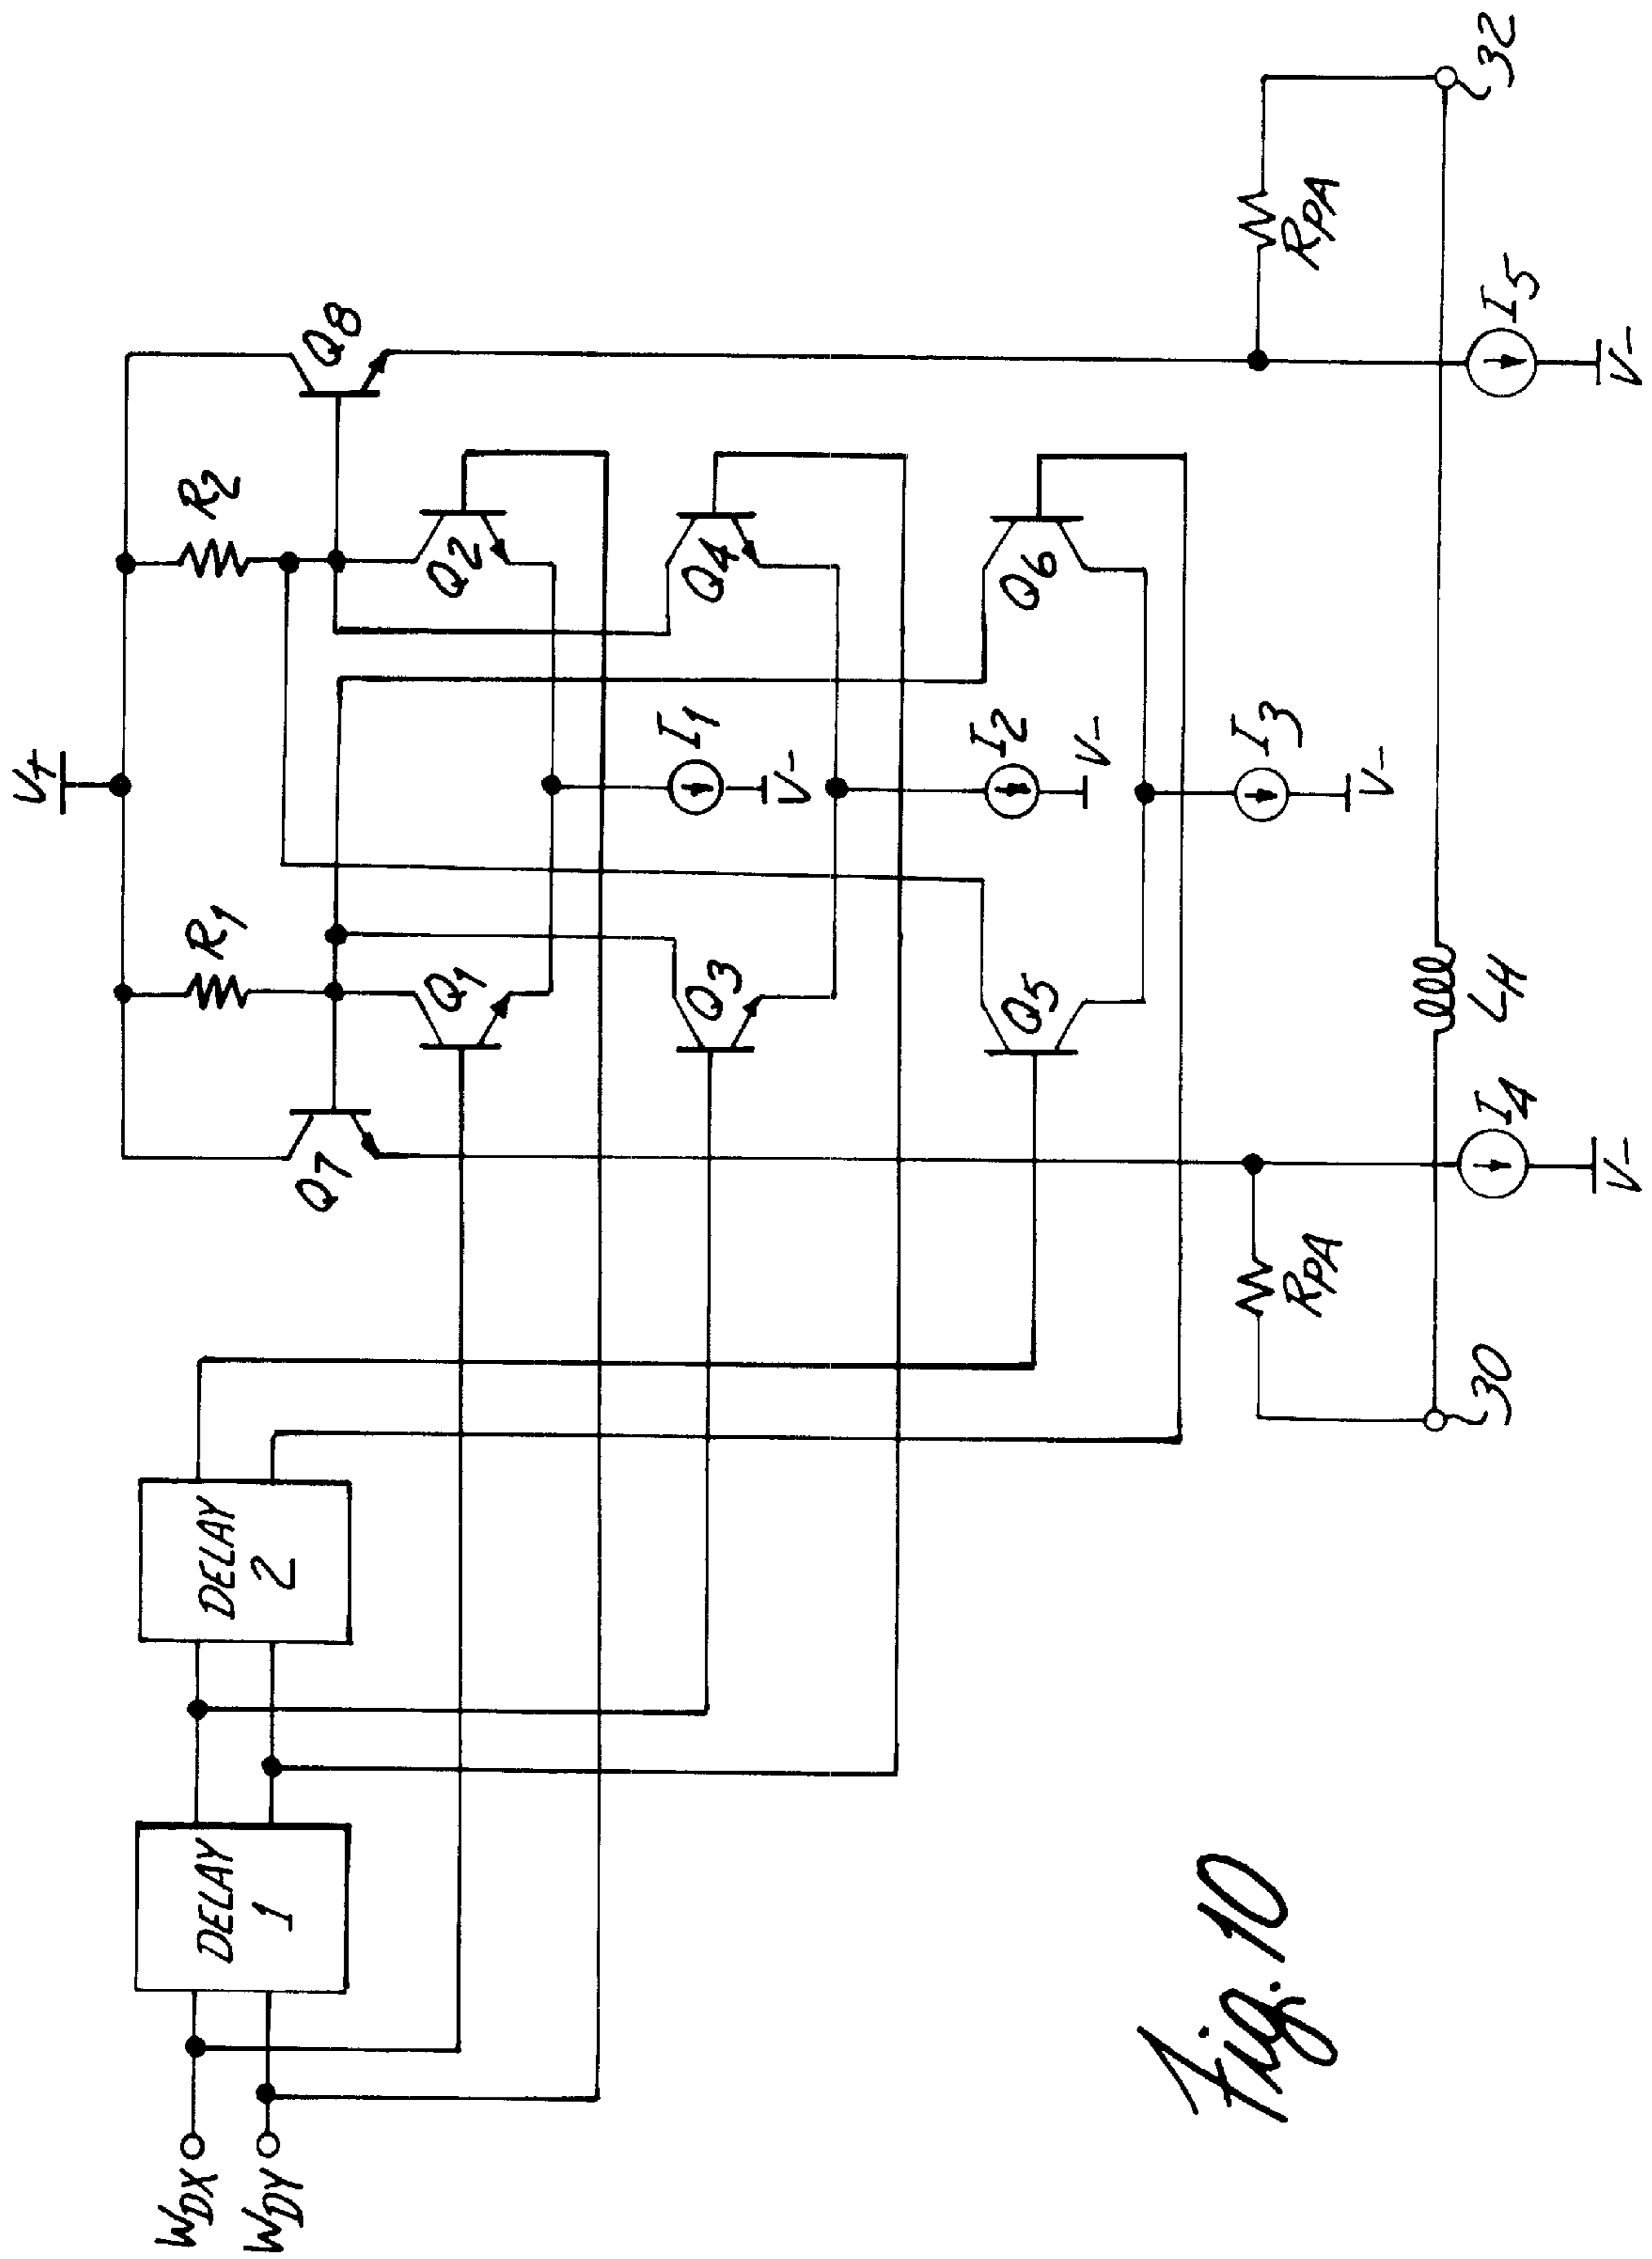 V+
R1
R2
Q7
Q1
Q2
Q8
Q3
Q4
Q5
Q6
I1
V-
I2
V-
I3
V-
WDX
WDY
DELAY
1
DELAY
2
RPA
RPA
30
LH
32
I4
V-
I5
V-
Fig. 10